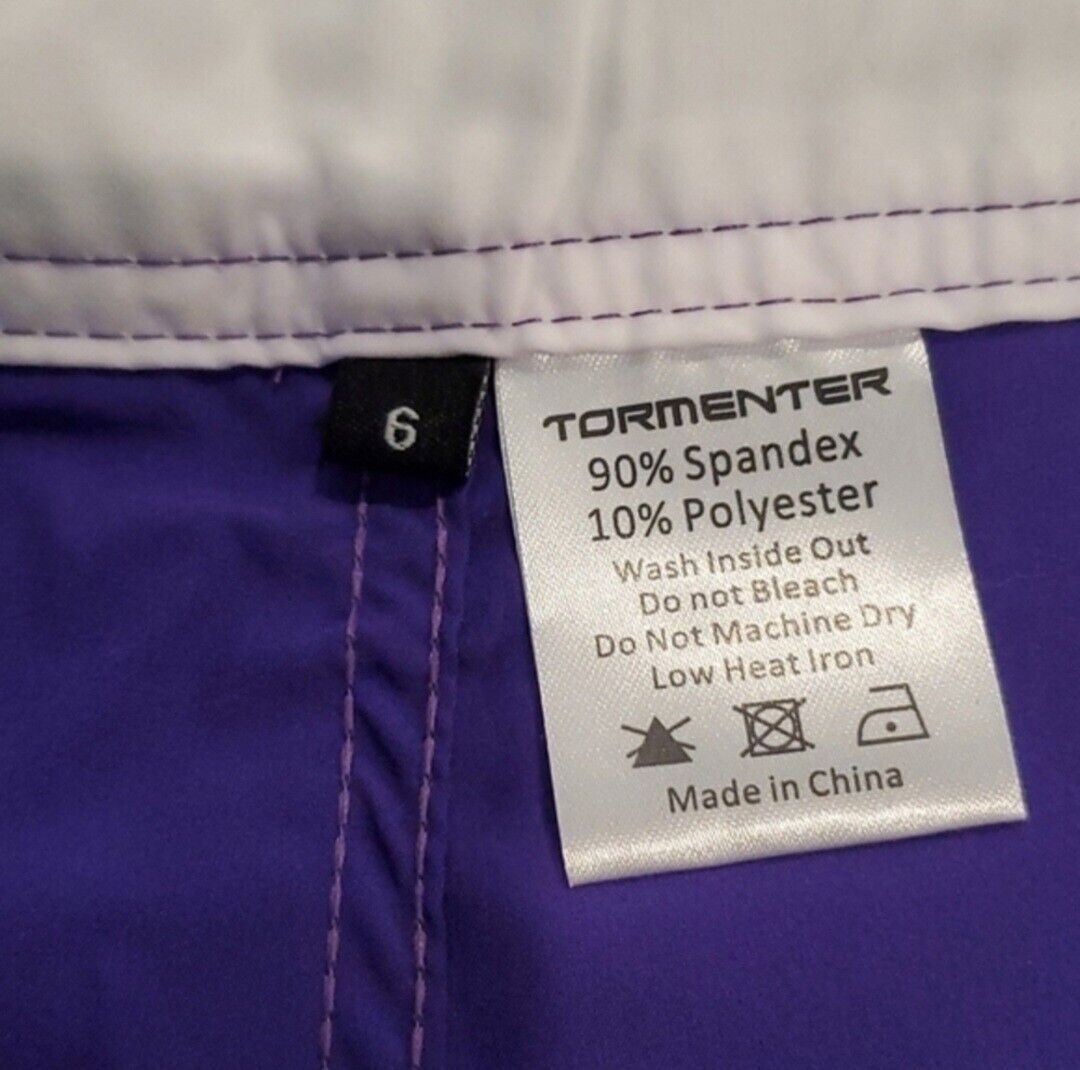 6
TORMENTER
90% Spandex
10% Polyester
Wash Inside Out
Do not Bleach
Do Not Machine Dry
Low Heat Iron
Made in China